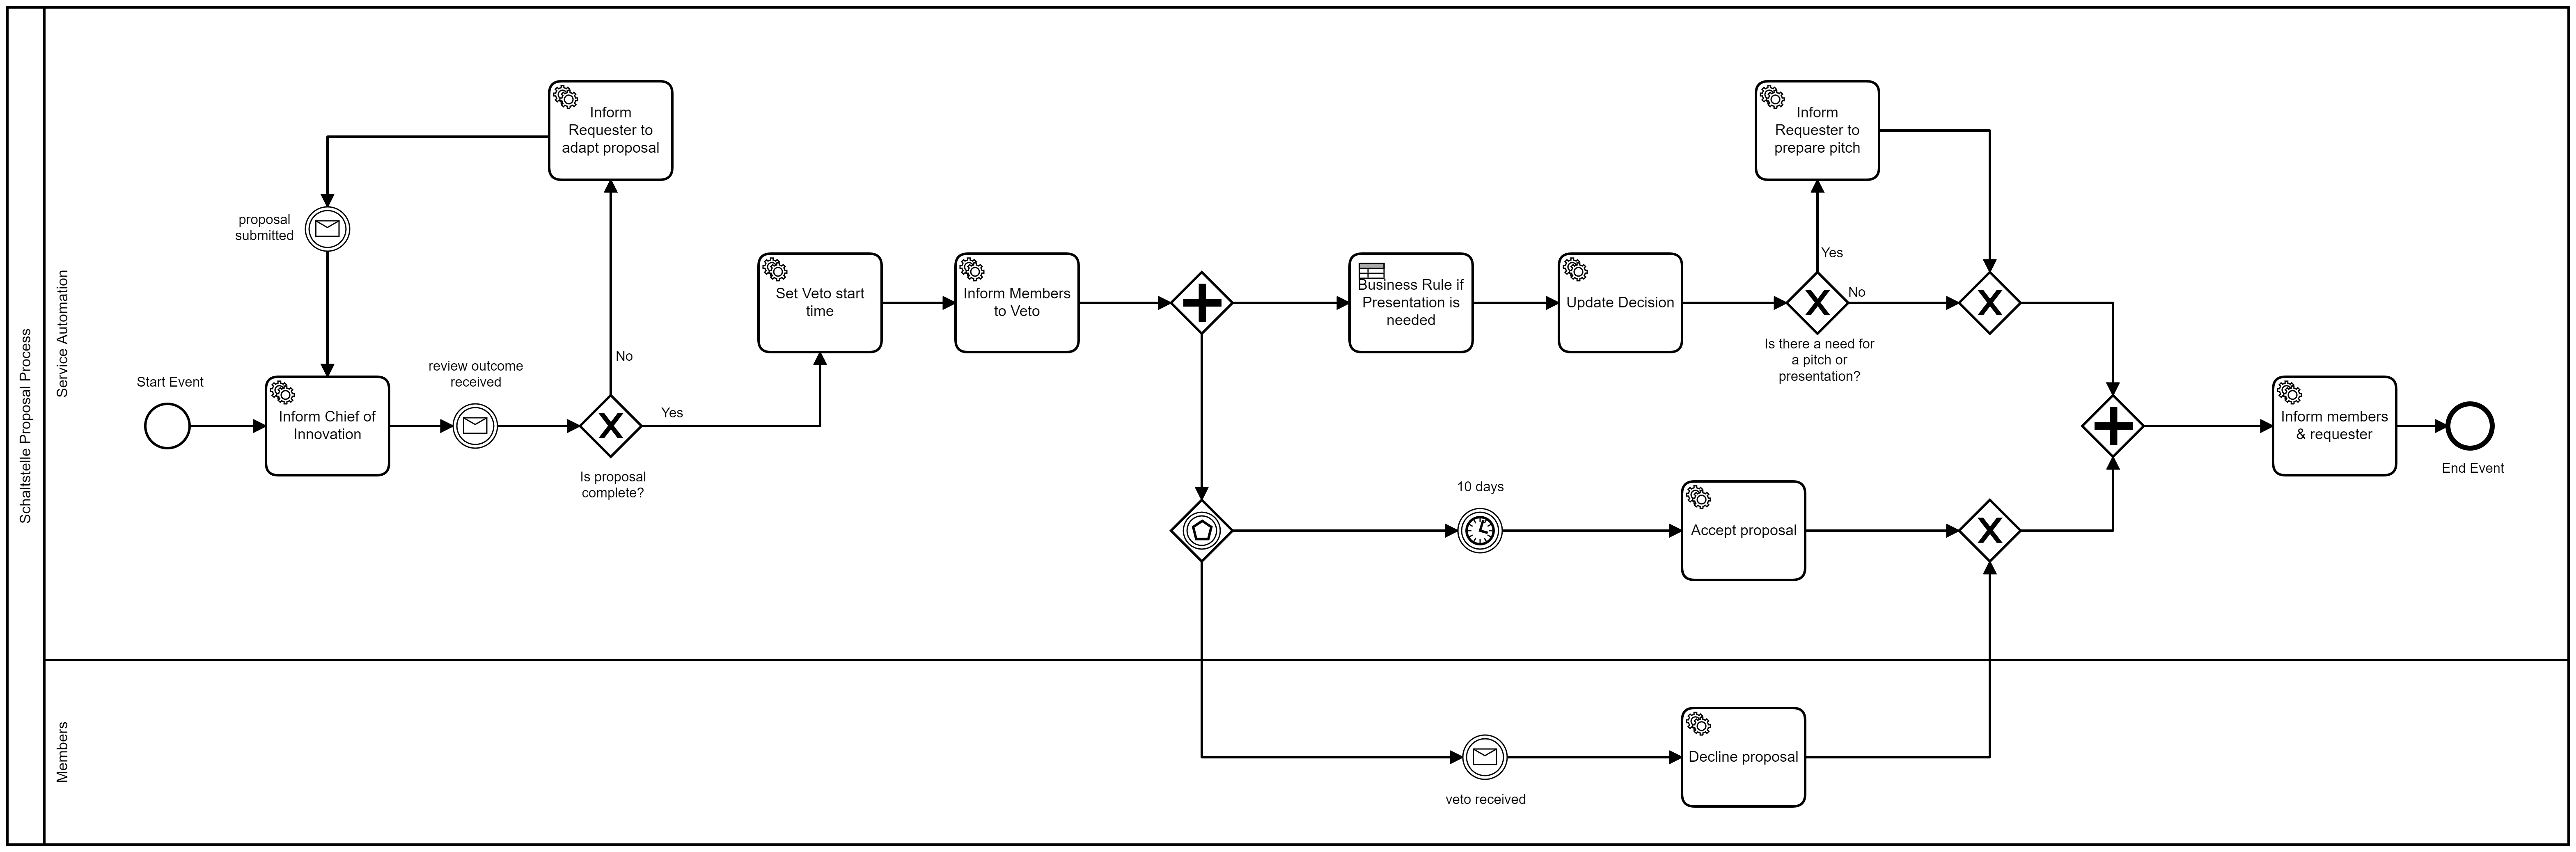 Schaltstelle Proposal Process
Service Automation
Members
Start Event
Inform Chief of
Innovation
proposal
submitted
review outcome
received
Is proposal
complete?
No
Yes
Inform
Requester to
adapt proposal
Set Veto start
time
Inform Members
to Veto
Business Rule if
Presentation is
needed
Update Decision
Is there a need for
a pitch or
presentation?
Yes
No
Inform
Requester to
prepare pitch
10 days
Accept proposal
veto received
Decline proposal
Inform members
& requester
End Event